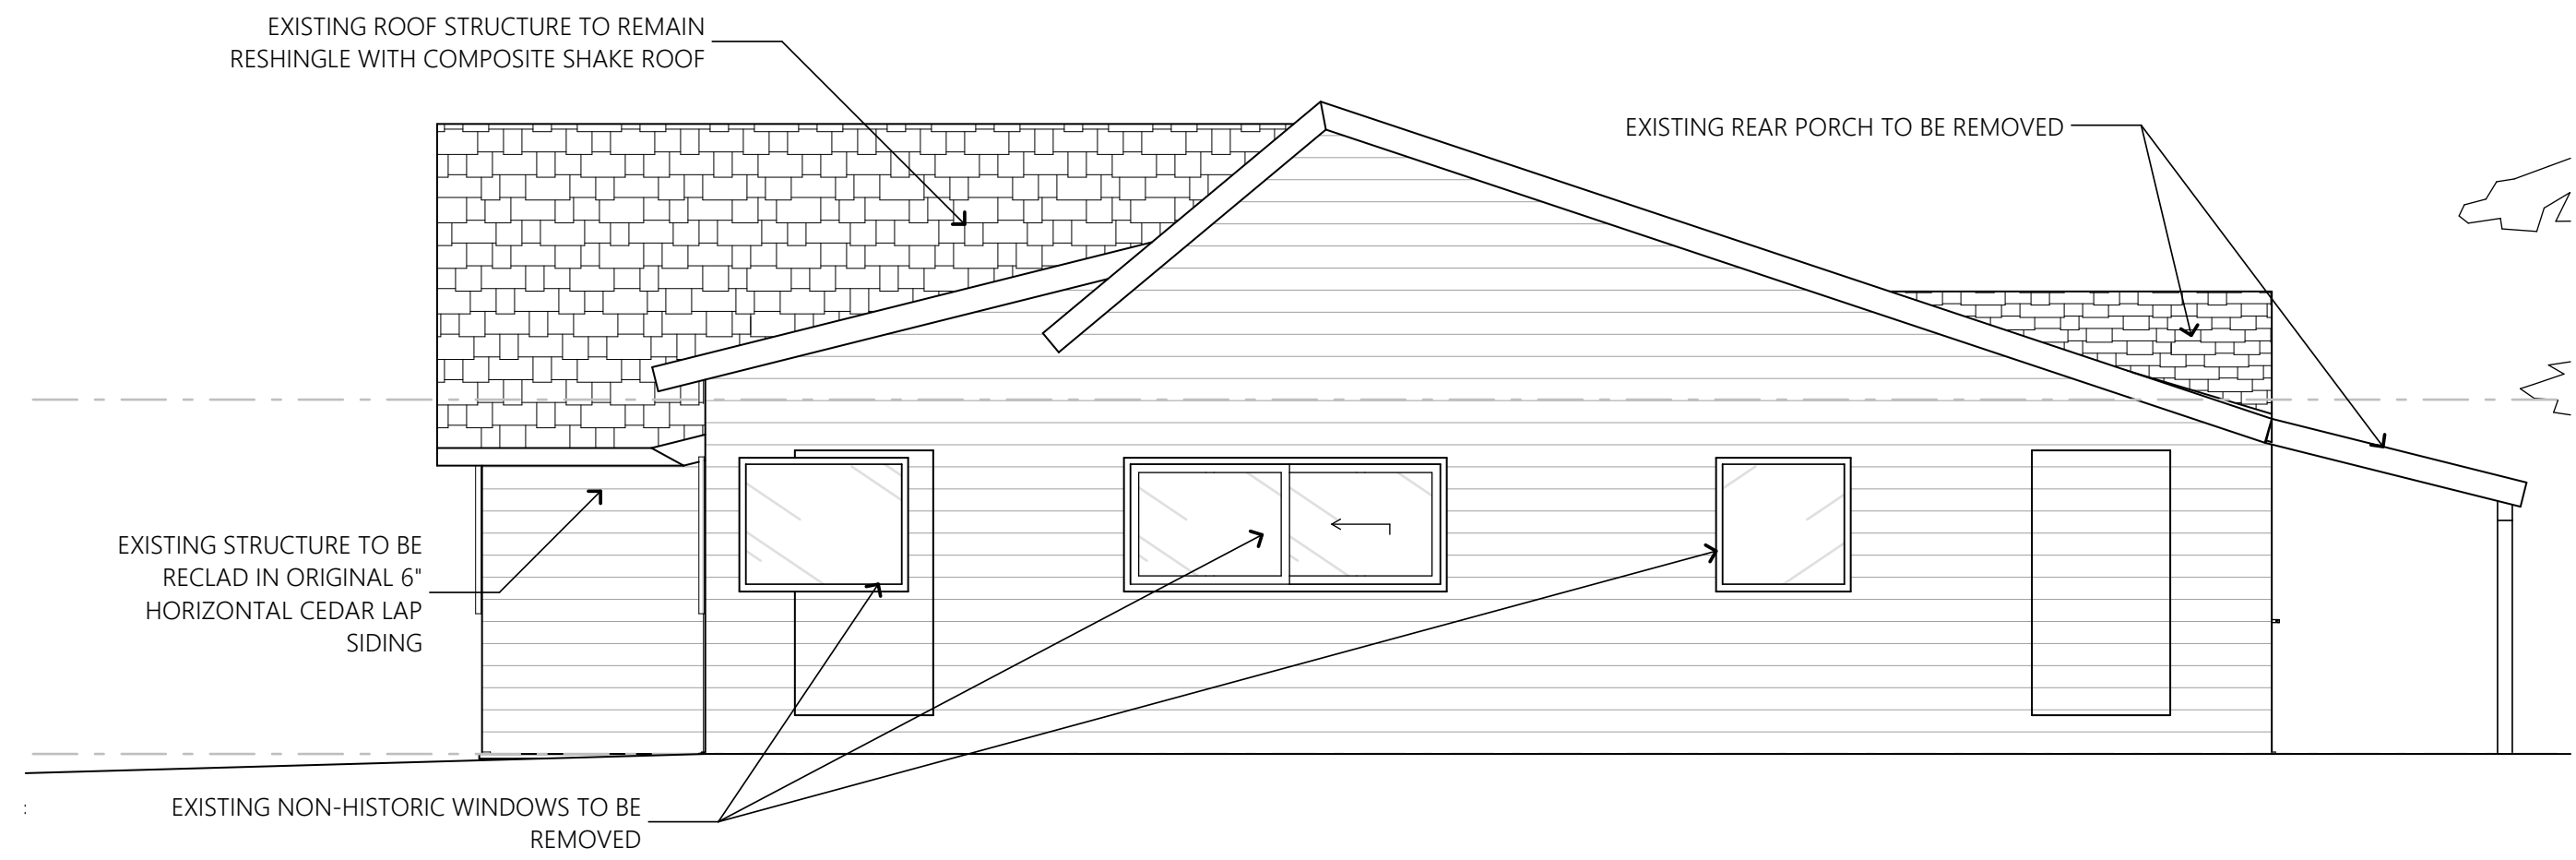 EXISTING ROOF STRUCTURE TO REMAIN
RESHINGLE WITH COMPOSITE SHAKE ROOF
EXISTING REAR PORCH TO BE REMOVED
EXISTING STRUCTURE TO BE
RECLAD IN ORIGINAL 6"
HORIZONTAL CEDAR LAP
SIDING
EXISTING NON-HISTORIC WINDOWS TO BE
REMOVED